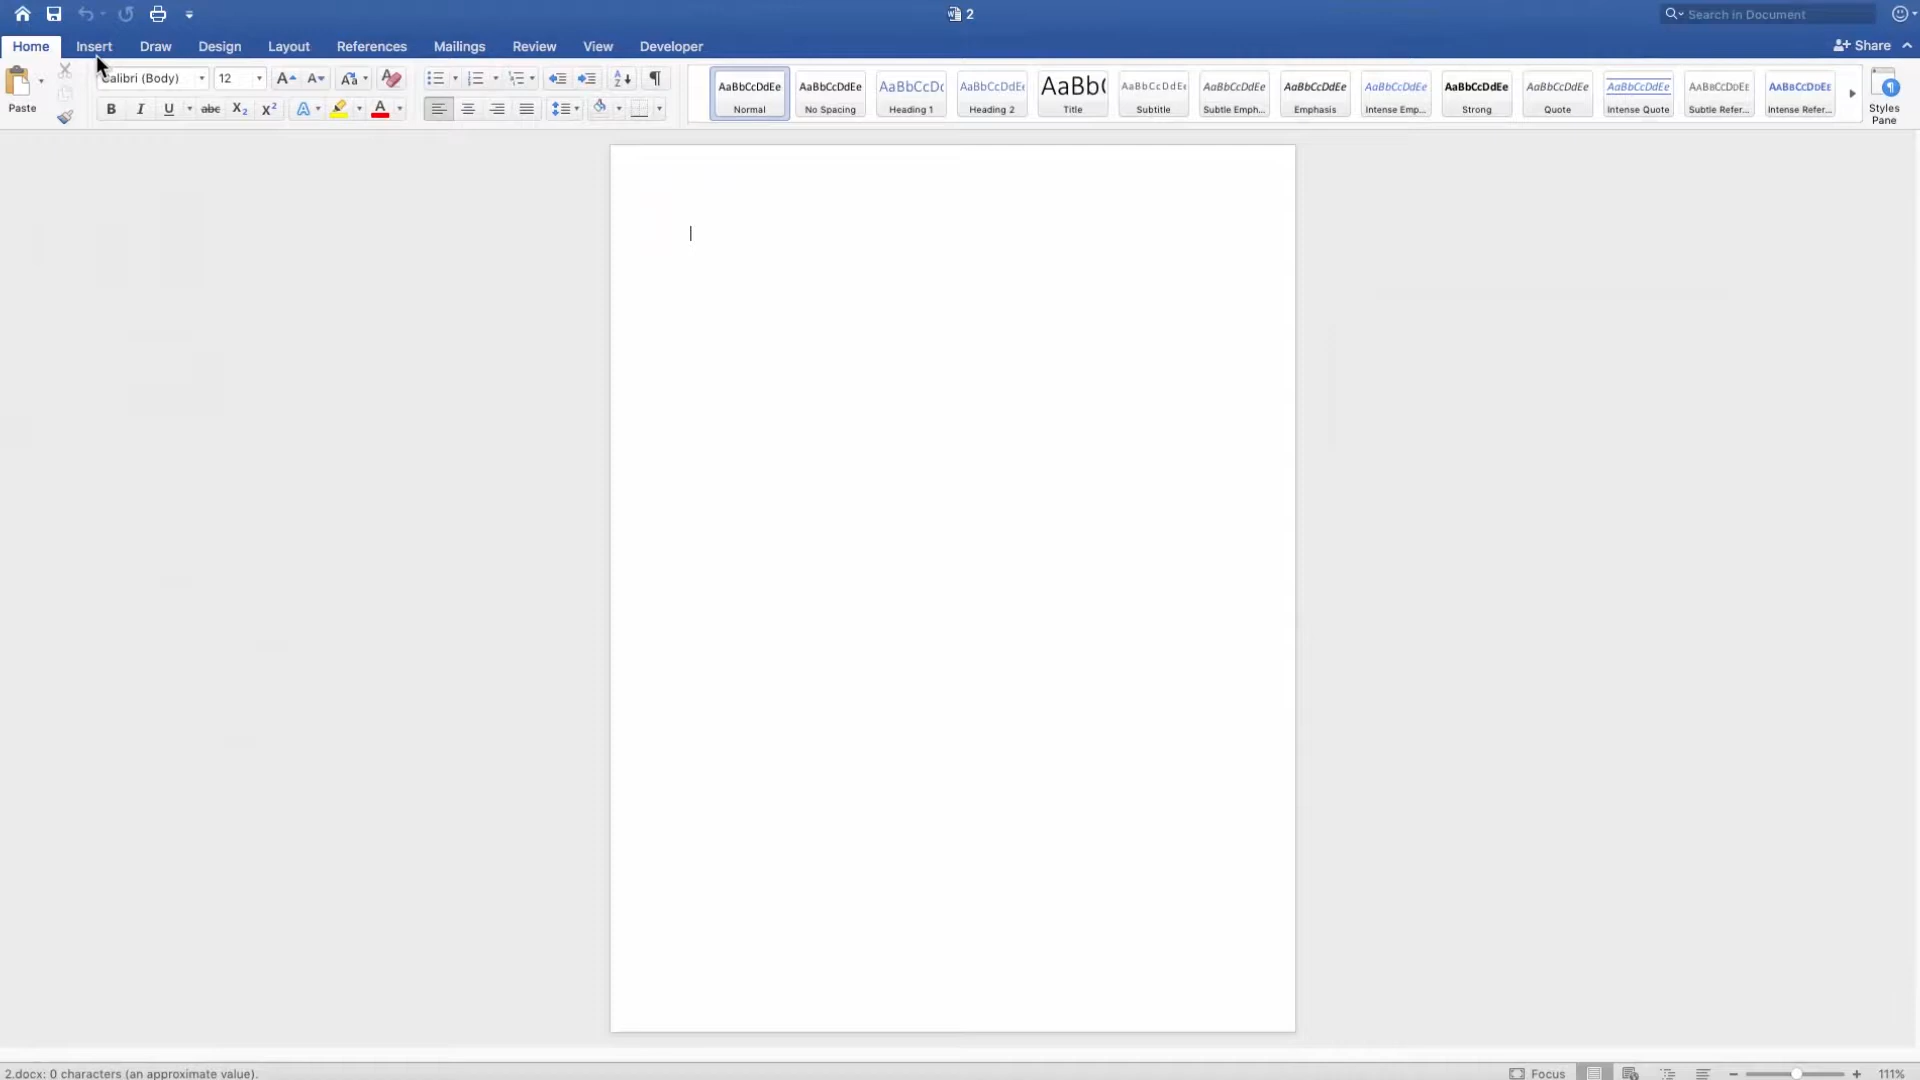 2
Search in Document
Home Insert Draw Design Layout References Mailings Review View Developer
Share
Paste
Calibri (Body) 12
B I U abc X2 X2 A A
AaBbCcDdEe AaBbCcDdEe AaBbCcDc AaBbCcDdEe AaBb( AaBbCcDdEe AaBbCcDdEe AaBbCcDdEe AaBbCcDdEe AaBbCcDdEe AaBbCcDdEe AaBbCcDdEe AaBbCcDdEe AaBbCcDdEe
Normal No Spacing Heading 1 Heading 2 Title Subtitle Subtle Emph... Emphasis Intense Emp... Strong Quote Intense Quote Subtle Refer... Intense Refer...
Styles
Pane
2.docx: 0 characters (an approximate value).
Focus
111%